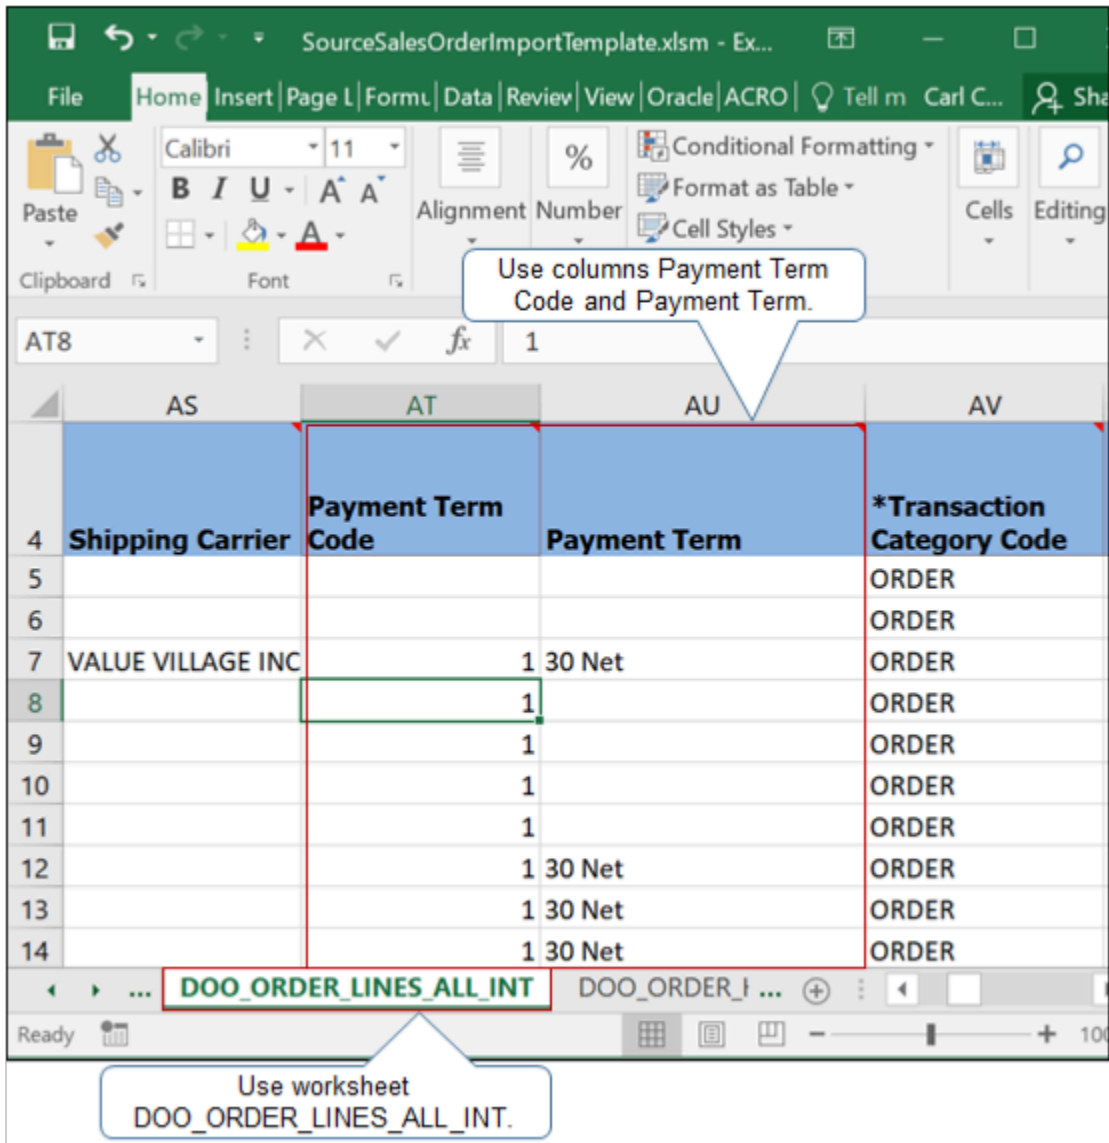 SourceSalesOrderImportTemplate.xlsm - Ex...
File Home Insert Page L Formu Data Review View Oracle ACRO Tell m Carl C... Sha
Calibri 11 % Conditional Formatting
B I U A A Format as Table
Paste Alignment Number Cells Editing
A Cell Styles
Clipboard Font
Use columns Payment Term
Code and Payment Term.
AT8 fx 1
AS AT AU AV
4 Shipping Carrier Payment Term Code Payment Term *Transaction Category Code
5 ORDER
6 ORDER
7 VALUE VILLAGE INC 1 30 Net ORDER
8 1 ORDER
9 1 ORDER
10 1 ORDER
11 1 ORDER
12 1 30 Net ORDER
13 1 30 Net ORDER
14 1 30 Net ORDER
... DOO_ORDER_LINES_ALL_INT DOO_ORDER_ ...
Ready 100
Use worksheet
DOO_ORDER_LINES_ALL_INT.